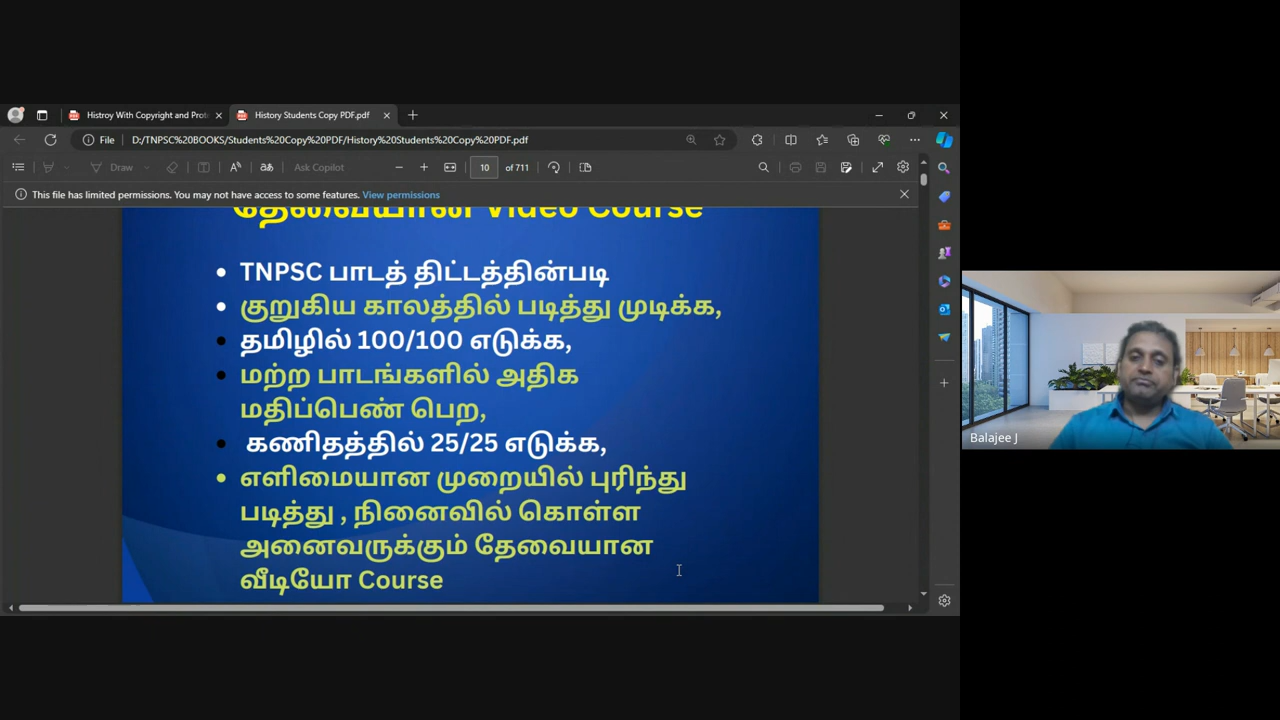 Histroy With Copyright and Prot
History Students Copy PDF.pdf
File
D:/TNPSC%20BOOKS/Students%20Copy%20PDF/History%20Students%20Copy%20PDF.pdf
Draw
Ask Copilot
10 of 711
This file has limited permissions. You may not have access to some features. View permissions
தேவையான Video Course
TNPSC பாடத் திட்டத்தின்படி
குறுகிய காலத்தில் படித்து முடிக்க,
தமிழில் 100/100 எடுக்க,
மற்ற பாடங்களில் அதிக
மதிப்பெண் பெற,
கணிதத்தில் 25/25 எடுக்க,
எளிமையான முறையில் புரிந்து
படித்து , நினைவில் கொள்ள
அனைவருக்கும் தேவையான
வீடியோ Course
Balajee J